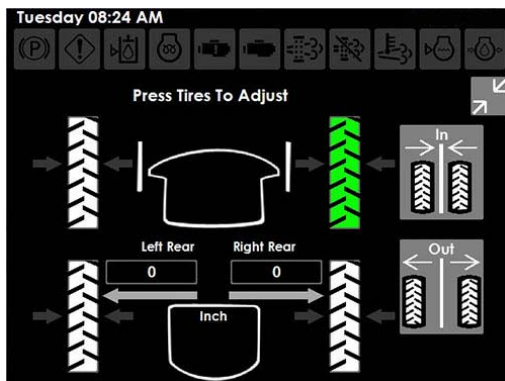 Tuesday 08:24 AM
Press Tires To Adjust
In
Left Rear Right Rear
0 0
Out
Inch